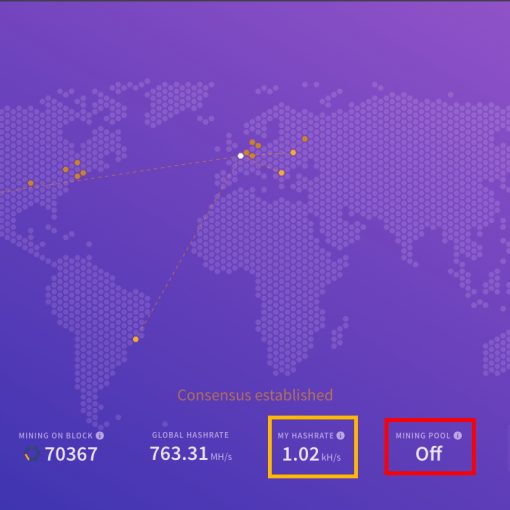 Consensus established
MINING ON BLOCK i
70367
GLOBAL HASHRATE
763.31 MH/s
MY HASHRATE i
1.02 kH/s
MINING POOL i
Off